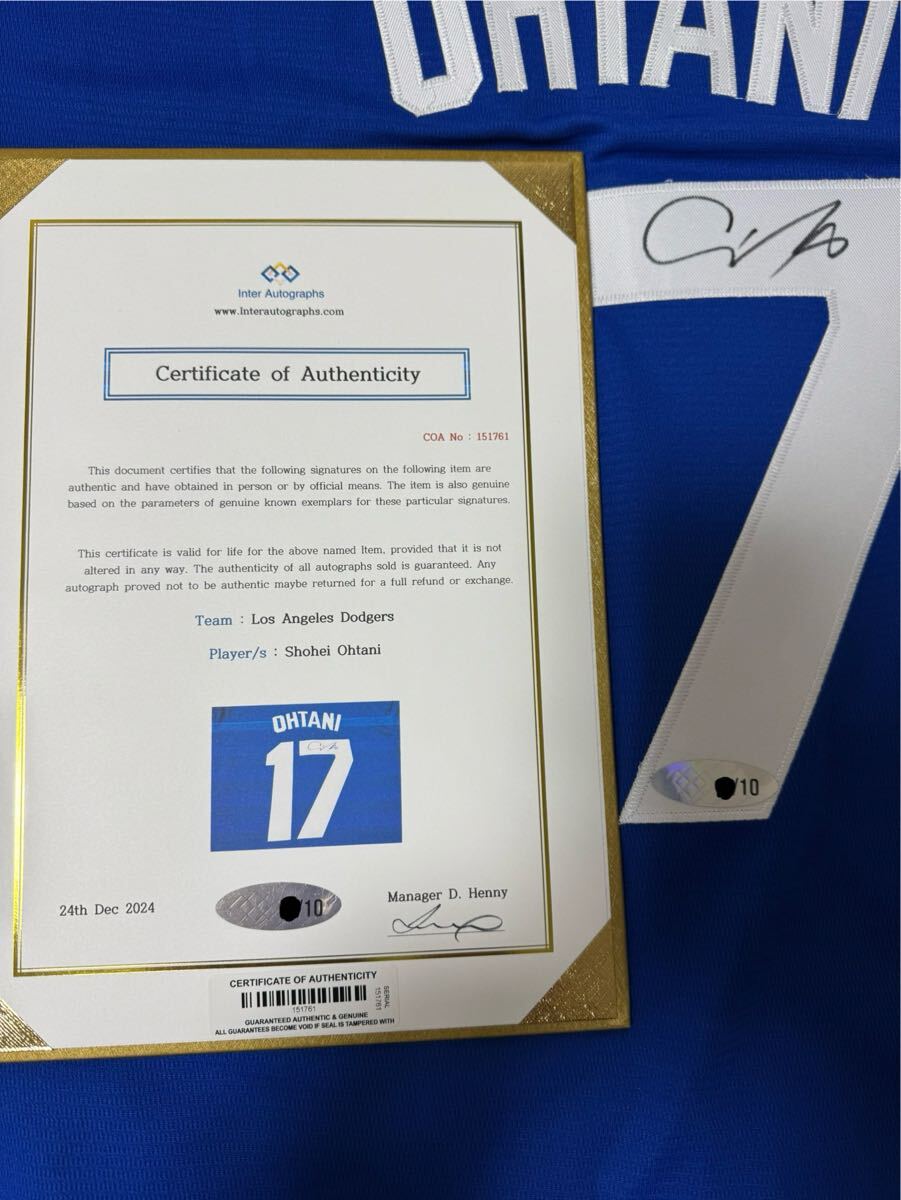 OHTANI
Inter Autographs
www.Interautographs.com
Certificate of Authenticity
COA No : 151761
This document certifies that the following signatures on the following item are
authentic and have obtained in person or by official means. The item is also genuine
based on the parameters of genuine known exemplars for these particular signatures.
This certificate is valid for life for the above named Item, provided that it is not
altered in any way. The authenticity of all autographs sold is guaranteed. Any
autograph proved not to be authentic maybe returned for a full refund or exchange.
Team : Los Angeles Dodgers
Player/s : Shohei Ohtani
OHTANI
17
24th Dec 2024
/10
Manager D. Henny
CERTIFICATE OF AUTHENTICITY
151761
SERIAL
151761
GUARANTEED AUTHENTIC & GENUINE
ALL GUARANTEES BECOME VOID IF SEAL IS TAMPERED WITH
7
/10